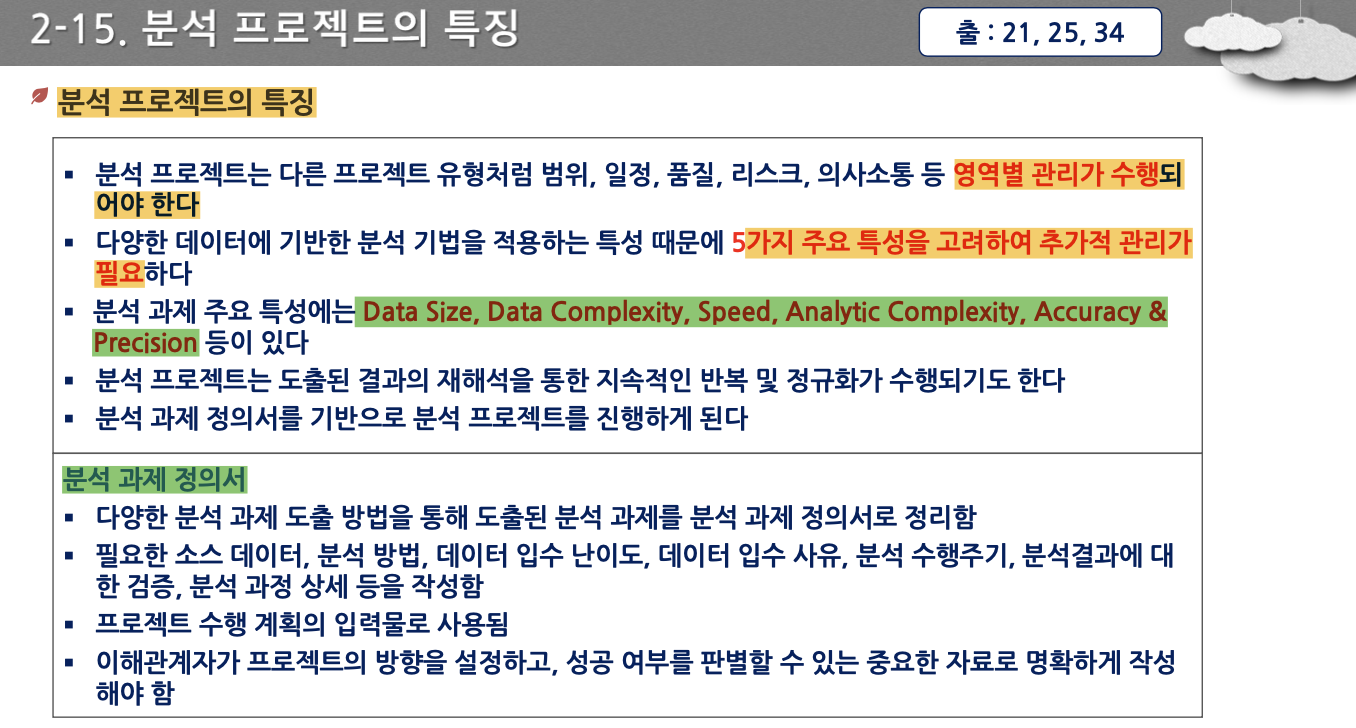 2-15. 분석 프로젝트의 특징
출 : 21, 25, 34
분석 프로젝트의 특징
▪ 분석 프로젝트는 다른 프로젝트 유형처럼 범위, 일정, 품질, 리스크, 의사소통 등 영역별 관리가 수행되
어야 한다
▪ 다양한 데이터에 기반한 분석 기법을 적용하는 특성 때문에 5가지 주요 특성을 고려하여 추가적 관리가
필요하다
▪ 분석 과제 주요 특성에는 Data Size, Data Complexity, Speed, Analytic Complexity, Accuracy &
Precision 등이 있다
▪ 분석 프로젝트는 도출된 결과의 재해석을 통한 지속적인 반복 및 정규화가 수행되기도 한다
▪ 분석 과제 정의서를 기반으로 분석 프로젝트를 진행하게 된다
분석 과제 정의서
▪ 다양한 분석 과제 도출 방법을 통해 도출된 분석 과제를 분석 과제 정의서로 정리함
▪ 필요한 소스 데이터, 분석 방법, 데이터 입수 난이도, 데이터 입수 사유, 분석 수행주기, 분석결과에 대
한 검증, 분석 과정 상세 등을 작성함
▪ 프로젝트 수행 계획의 입력물로 사용됨
▪ 이해관계자가 프로젝트의 방향을 설정하고, 성공 여부를 판별할 수 있는 중요한 자료로 명확하게 작성
해야 함